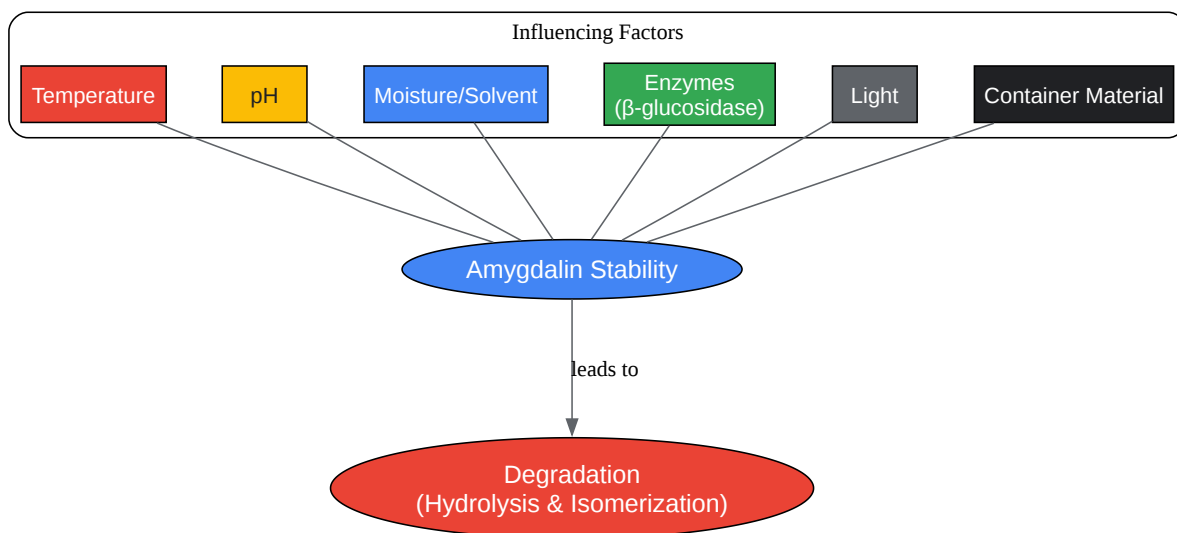 Influencing Factors
Temperature
pH
Moisture/Solvent
Enzymes
(β-glucosidase)
Light
Container Material
Amygdalin Stability
leads to
Degradation
(Hydrolysis & Isomerization)